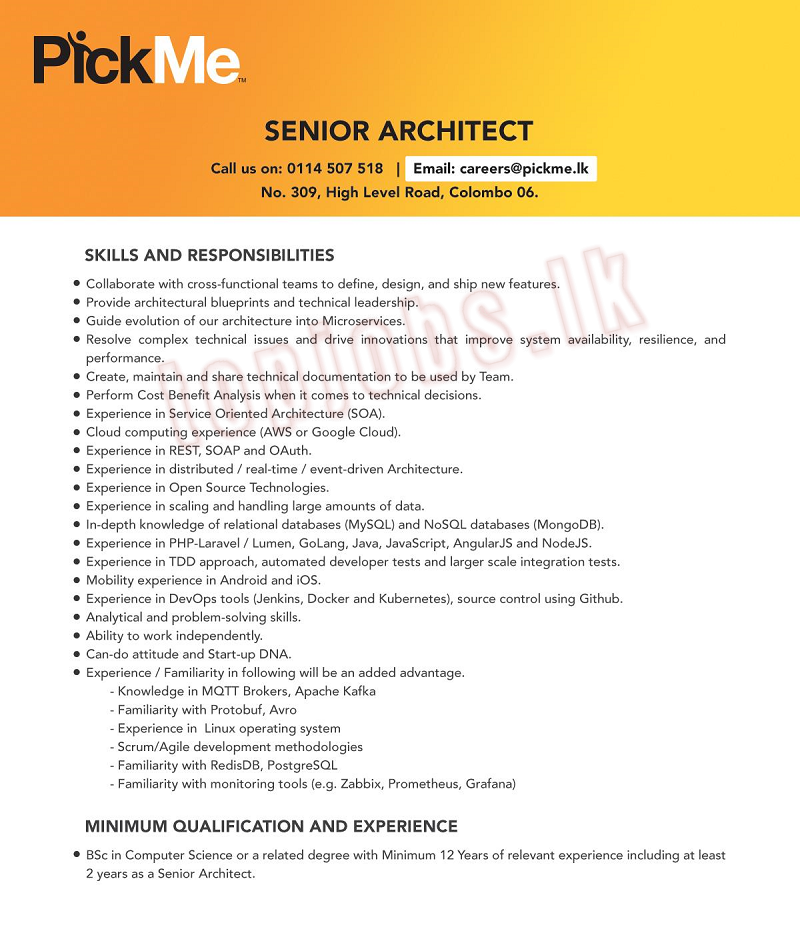 PickMe™
SENIOR ARCHITECT
Call us on: 0114 507 518 | Email: careers@pickme.lk
No. 309, High Level Road, Colombo 06.
SKILLS AND RESPONSIBILITIES
● Collaborate with cross-functional teams to define, design, and ship new features.
● Provide architectural blueprints and technical leadership.
● Guide evolution of our architecture into Microservices.
● Resolve complex technical issues and drive innovations that improve system availability, resilience, and
performance.
● Create, maintain and share technical documentation to be used by Team.
● Perform Cost Benefit Analysis when it comes to technical decisions.
● Experience in Service Oriented Architecture (SOA).
● Cloud computing experience (AWS or Google Cloud).
● Experience in REST, SOAP and OAuth.
● Experience in distributed / real-time / event-driven Architecture.
● Experience in Open Source Technologies.
● Experience in scaling and handling large amounts of data.
● In-depth knowledge of relational databases (MySQL) and NoSQL databases (MongoDB).
● Experience in PHP-Laravel / Lumen, GoLang, Java, JavaScript, AngularJS and NodeJS.
● Experience in TDD approach, automated developer tests and larger scale integration tests.
● Mobility experience in Android and iOS.
● Experience in DevOps tools (Jenkins, Docker and Kubernetes), source control using Github.
● Analytical and problem-solving skills.
● Ability to work independently.
● Can-do attitude and Start-up DNA.
● Experience / Familiarity in following will be an added advantage.
- Knowledge in MQTT Brokers, Apache Kafka
- Familiarity with Protobuf, Avro
- Experience in Linux operating system
- Scrum/Agile development methodologies
- Familiarity with RedisDB, PostgreSQL
- Familiarity with monitoring tools (e.g. Zabbix, Prometheus, Grafana)
MINIMUM QUALIFICATION AND EXPERIENCE
● BSc in Computer Science or a related degree with Minimum 12 Years of relevant experience including at least
2 years as a Senior Architect.
topjobs.lk